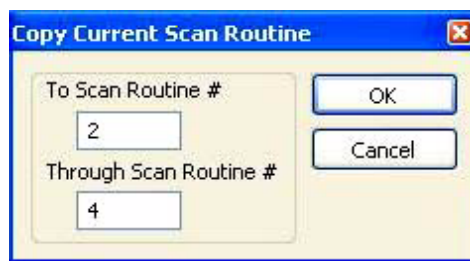 Copy Current Scan Routine
To Scan Routine #
2
Through Scan Routine #
4
OK
Cancel